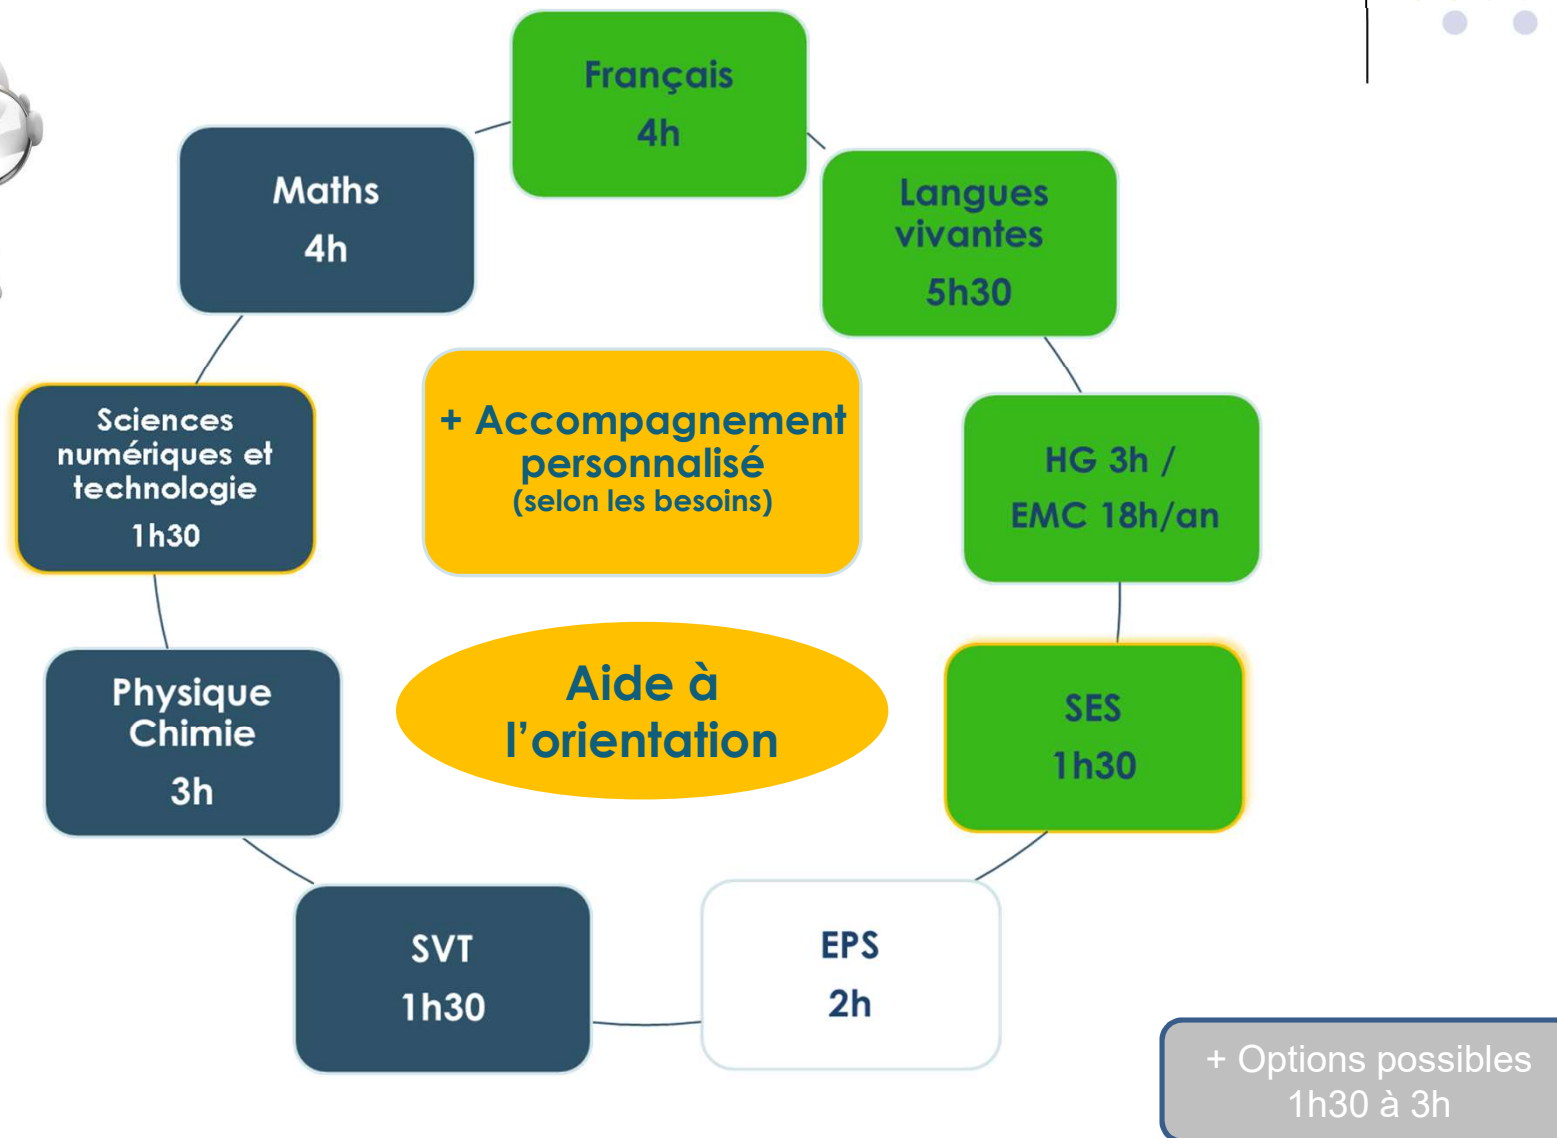 Français
4h
Maths
4h
Langues
vivantes
5h30
Sciences
numériques et
technologie
1h30
+ Accompagnement
personnalisé
(selon les besoins)
HG 3h /
EMC 18h/an
Physique
Chimie
3h
Aide à
l’orientation
SES
1h30
SVT
1h30
EPS
2h
+ Options possibles
1h30 à 3h